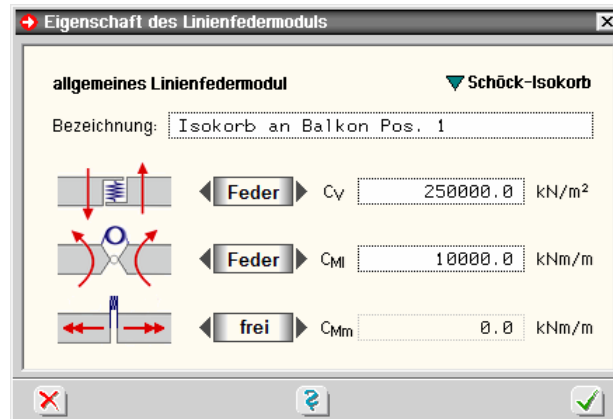 Eigenschaft des Linienfedermoduls
allgemeines Linienfedermodul Schöck-Isokorb
Bezeichnung: Isokorb an Balkon Pos. 1
Feder CV 250000.0 kN/m²
Feder CMl 10000.0 kNm/m
frei CMm 0.0 kNm/m